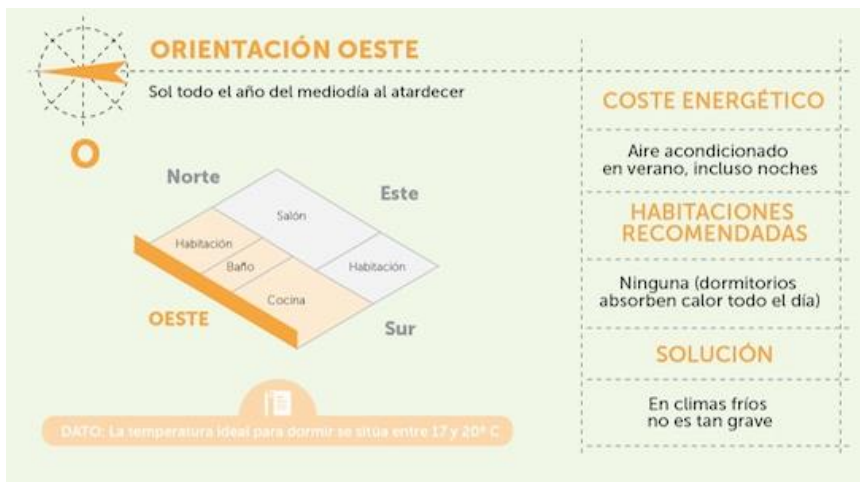 ORIENTACIÓN OESTE
Sol todo el año del mediodía al atardecer
O
Norte
Este
Salón
Habitación
Baño
Habitación
Cocina
OESTE
Sur
DATO: La temperatura ideal para dormir se sitúa entre 17 y 20º C
COSTE ENERGÉTICO
Aire acondicionado
en verano, incluso noches
HABITACIONES
RECOMENDADAS
Ninguna (dormitorios
absorben calor todo el día)
SOLUCIÓN
En climas fríos
no es tan grave